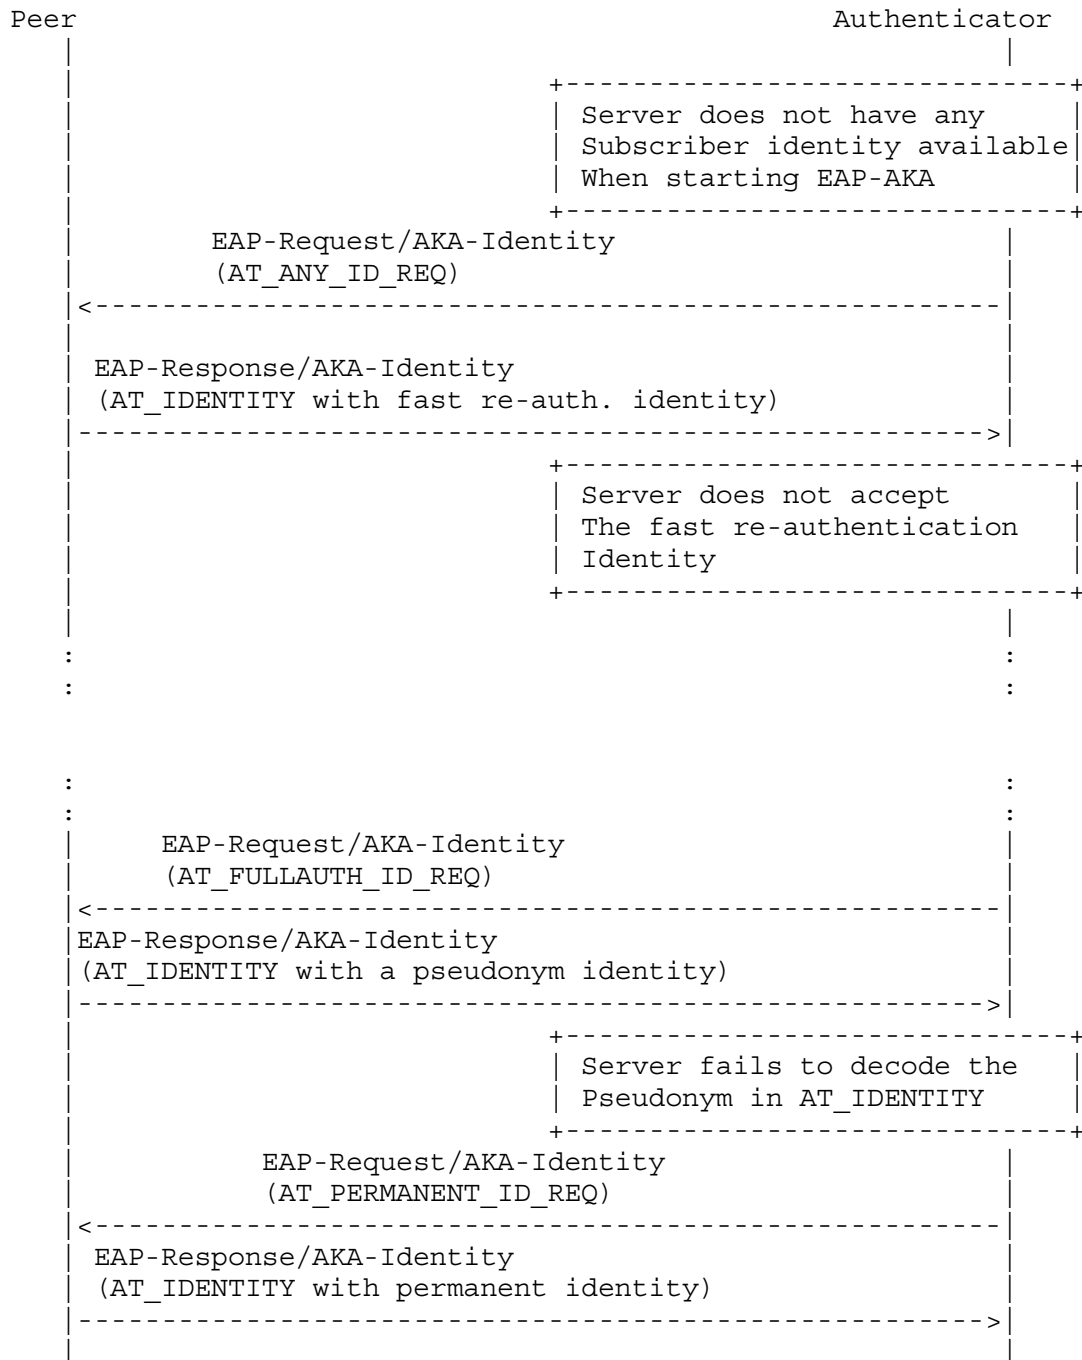 Peer Authenticator
Server does not have any
Subscriber identity available
When starting EAP-AKA
EAP-Request/AKA-Identity
(AT_ANY_ID_REQ)
EAP-Response/AKA-Identity
(AT_IDENTITY with fast re-auth. identity)
Server does not accept
The fast re-authentication
Identity
EAP-Request/AKA-Identity
(AT_FULLAUTH_ID_REQ)
EAP-Response/AKA-Identity
(AT_IDENTITY with a pseudonym identity)
Server fails to decode the
Pseudonym in AT_IDENTITY
EAP-Request/AKA-Identity
(AT_PERMANENT_ID_REQ)
EAP-Response/AKA-Identity
(AT_IDENTITY with permanent identity)